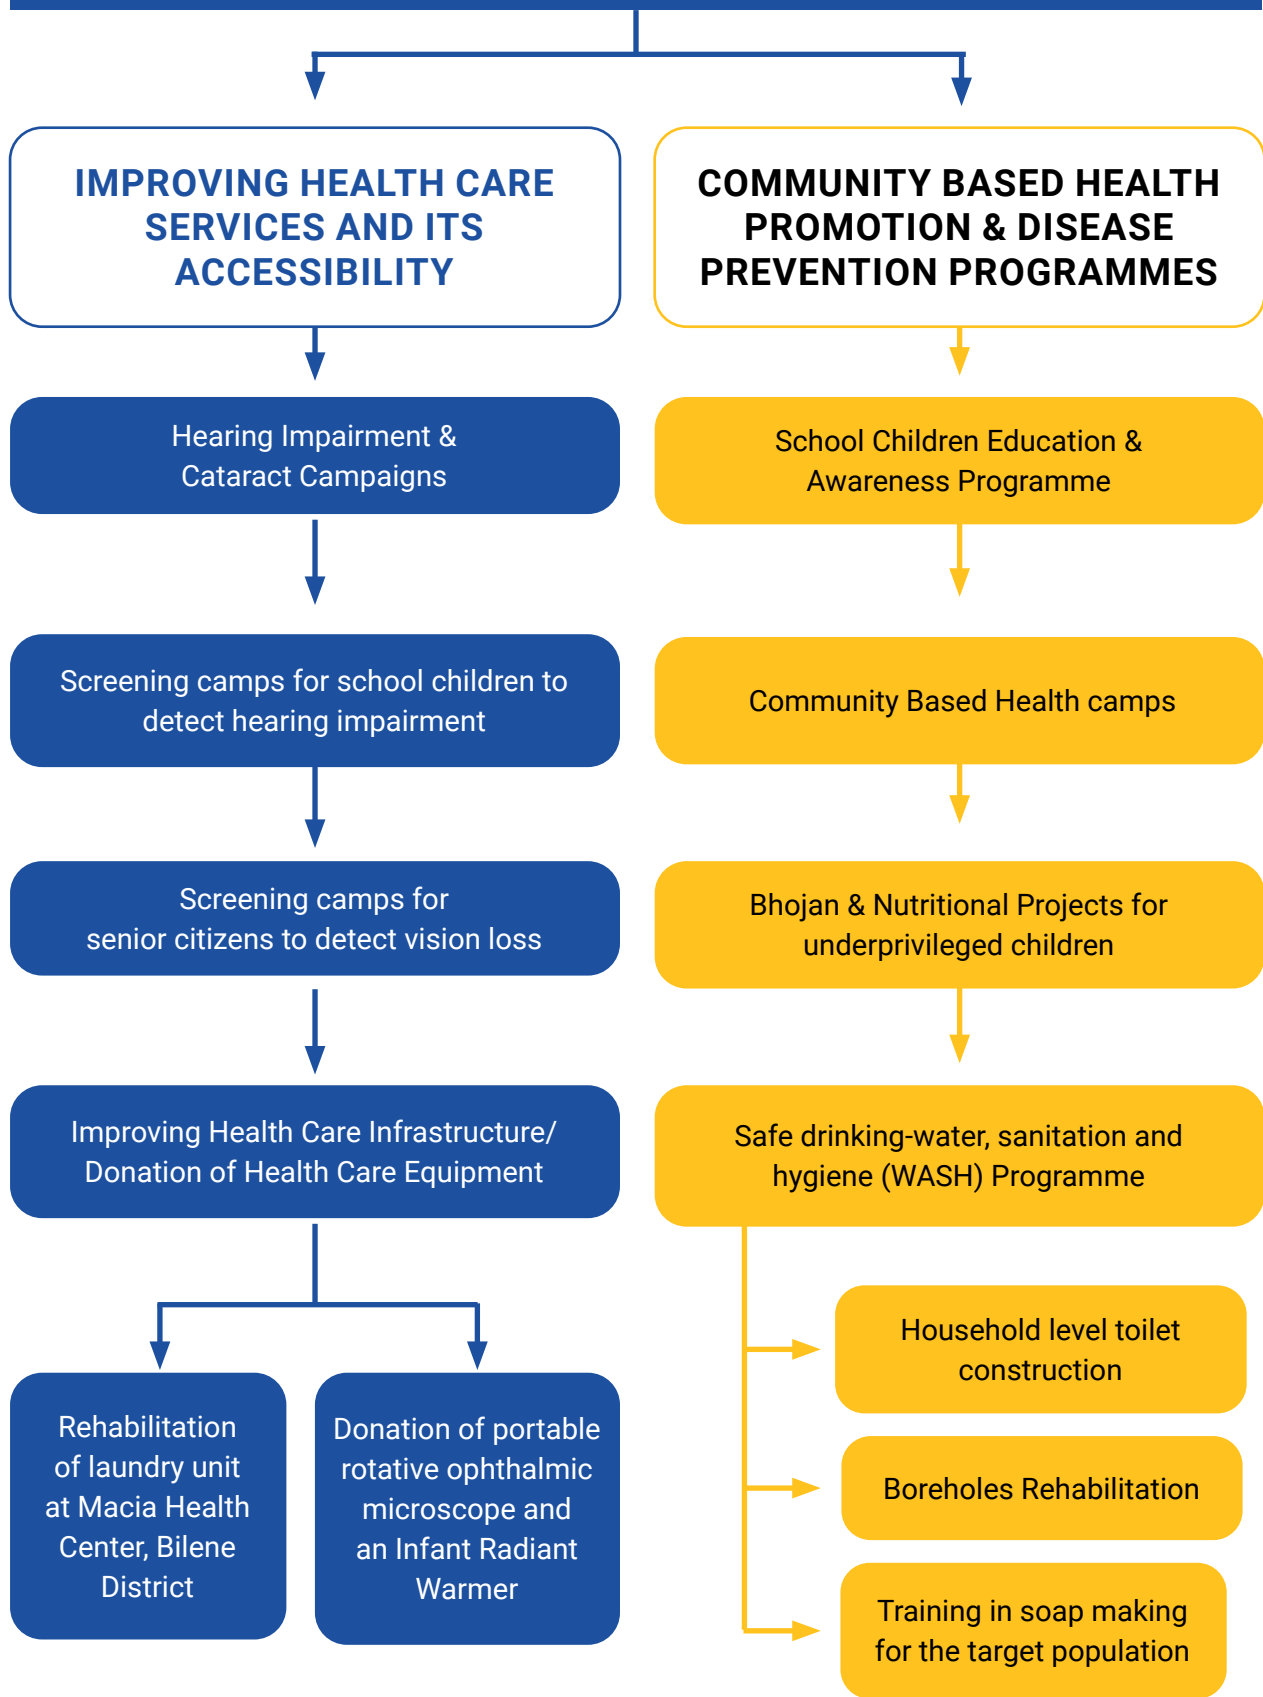 IMPROVING HEALTH CARE
SERVICES AND ITS
ACCESSIBILITY
Hearing Impairment &
Cataract Campaigns
Screening camps for school children to
detect hearing impairment
Screening camps for
senior citizens to detect vision loss
Improving Health Care Infrastructure/
Donation of Health Care Equipment
Rehabilitation
of laundry unit
at Macia Health
Center, Bilene
District
Donation of portable
rotative ophthalmic
microscope and
an Infant Radiant
Warmer
COMMUNITY BASED HEALTH
PROMOTION & DISEASE
PREVENTION PROGRAMMES
School Children Education &
Awareness Programme
Community Based Health camps
Bhojan & Nutritional Projects for
underprivileged children
Safe drinking-water, sanitation and
hygiene (WASH) Programme
Household level toilet
construction
Boreholes Rehabilitation
Training in soap making
for the target population